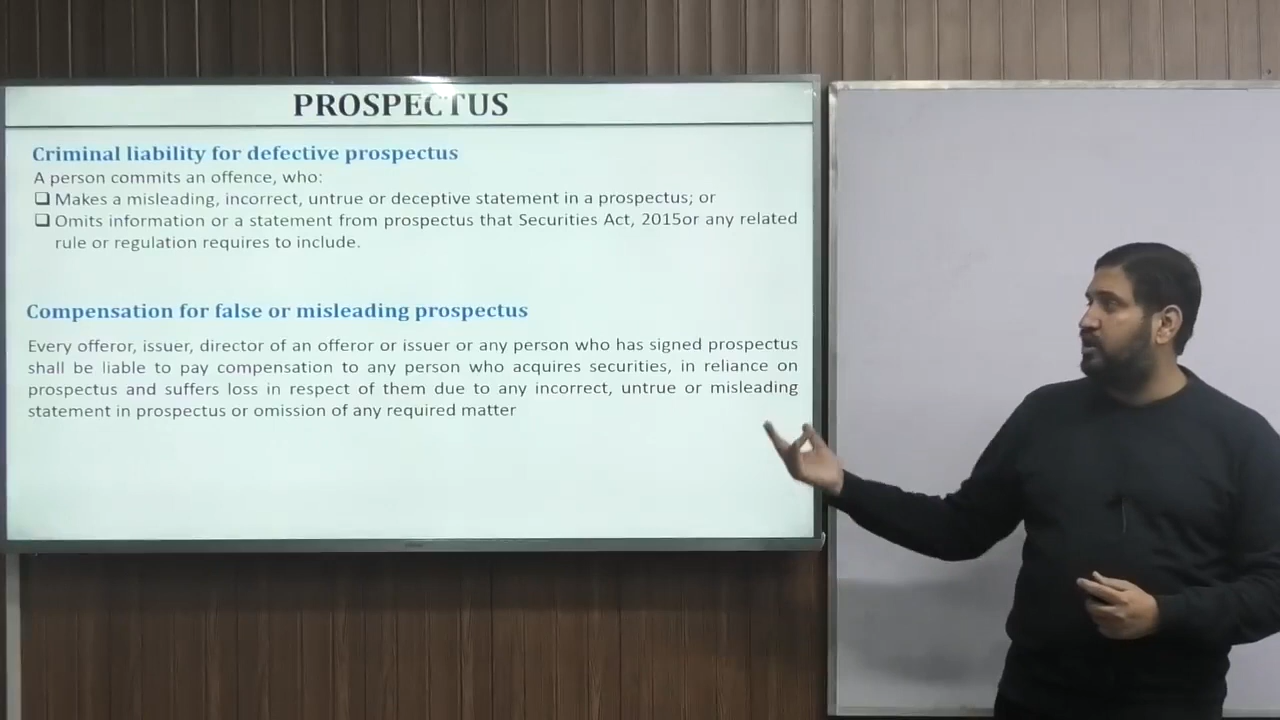 PROSPECTUS
Criminal liability for defective prospectus
A person commits an offence, who:
❑ Makes a misleading, incorrect, untrue or deceptive statement in a prospectus; or
❑ Omits information or a statement from prospectus that Securities Act, 2015or any related
rule or regulation requires to include.
Compensation for false or misleading prospectus
Every offeror, issuer, director of an offeror or issuer or any person who has signed prospectus
shall be liable to pay compensation to any person who acquires securities, in reliance on
prospectus and suffers loss in respect of them due to any incorrect, untrue or misleading
statement in prospectus or omission of any required matter